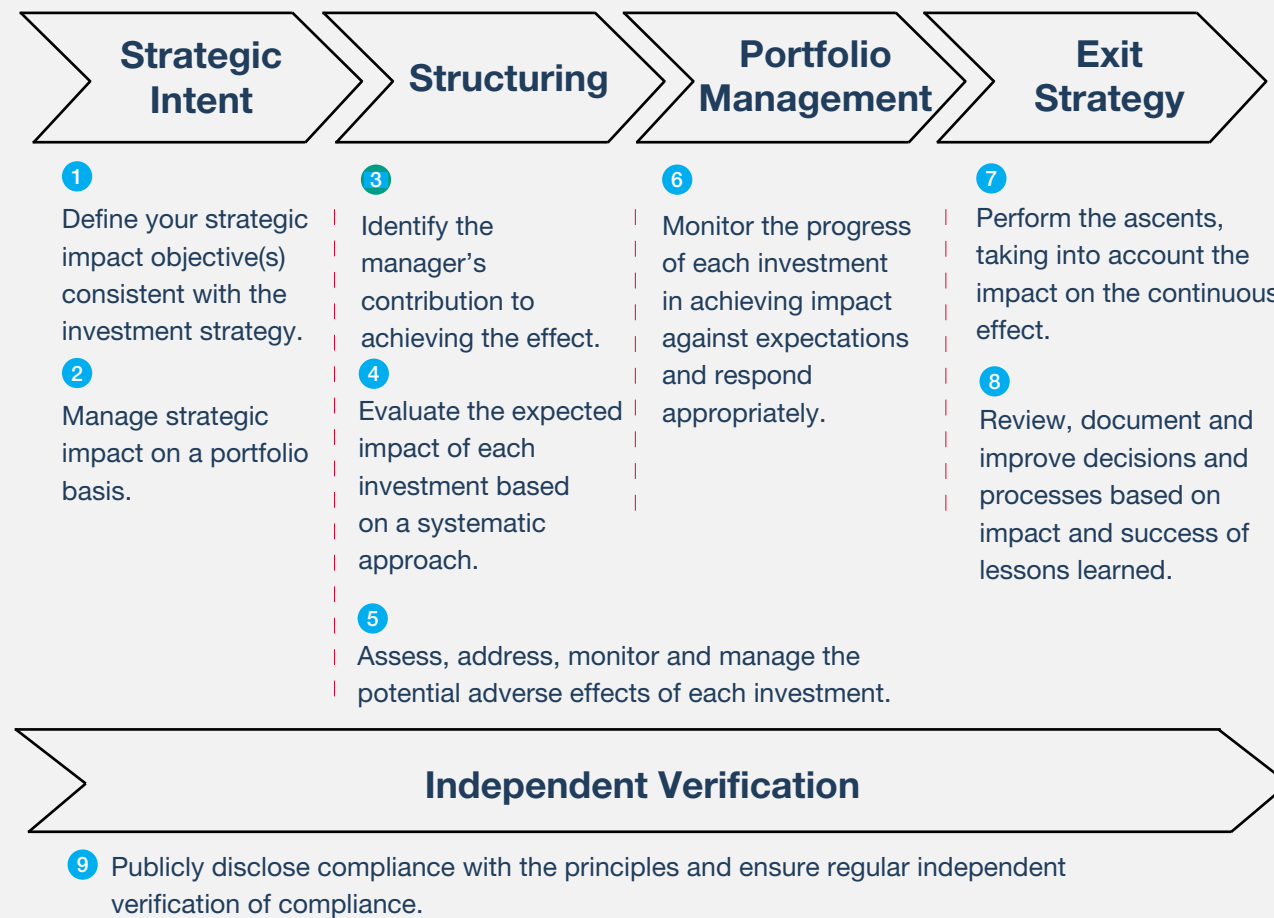 Strategic
Intent
Structuring
Portfolio
Management
Exit
Strategy
1
Define your strategic
impact objective(s)
consistent with the
investment strategy.
2
Manage strategic
impact on a portfolio
basis.
3
Identify the
manager’s
contribution to
achieving the effect.
4
Evaluate the expected
impact of each
investment based
on a systematic
approach.
5
Assess, address, monitor and manage the
potential adverse effects of each investment.
6
Monitor the progress
of each investment
in achieving impact
against expectations
and respond
appropriately.
7
Perform the ascents,
taking into account the
impact on the continuous
effect.
8
Review, document and
improve decisions and
processes based on
impact and success of
lessons learned.
Independent Verification
9 Publicly disclose compliance with the principles and ensure regular independent
verification of compliance.